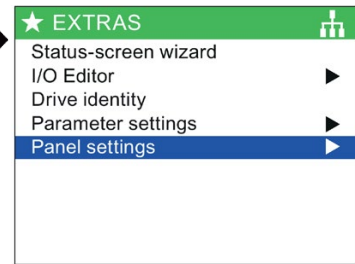 EXTRAS
Status-screen wizard
I/O Editor
Drive identity
Parameter settings
Panel settings